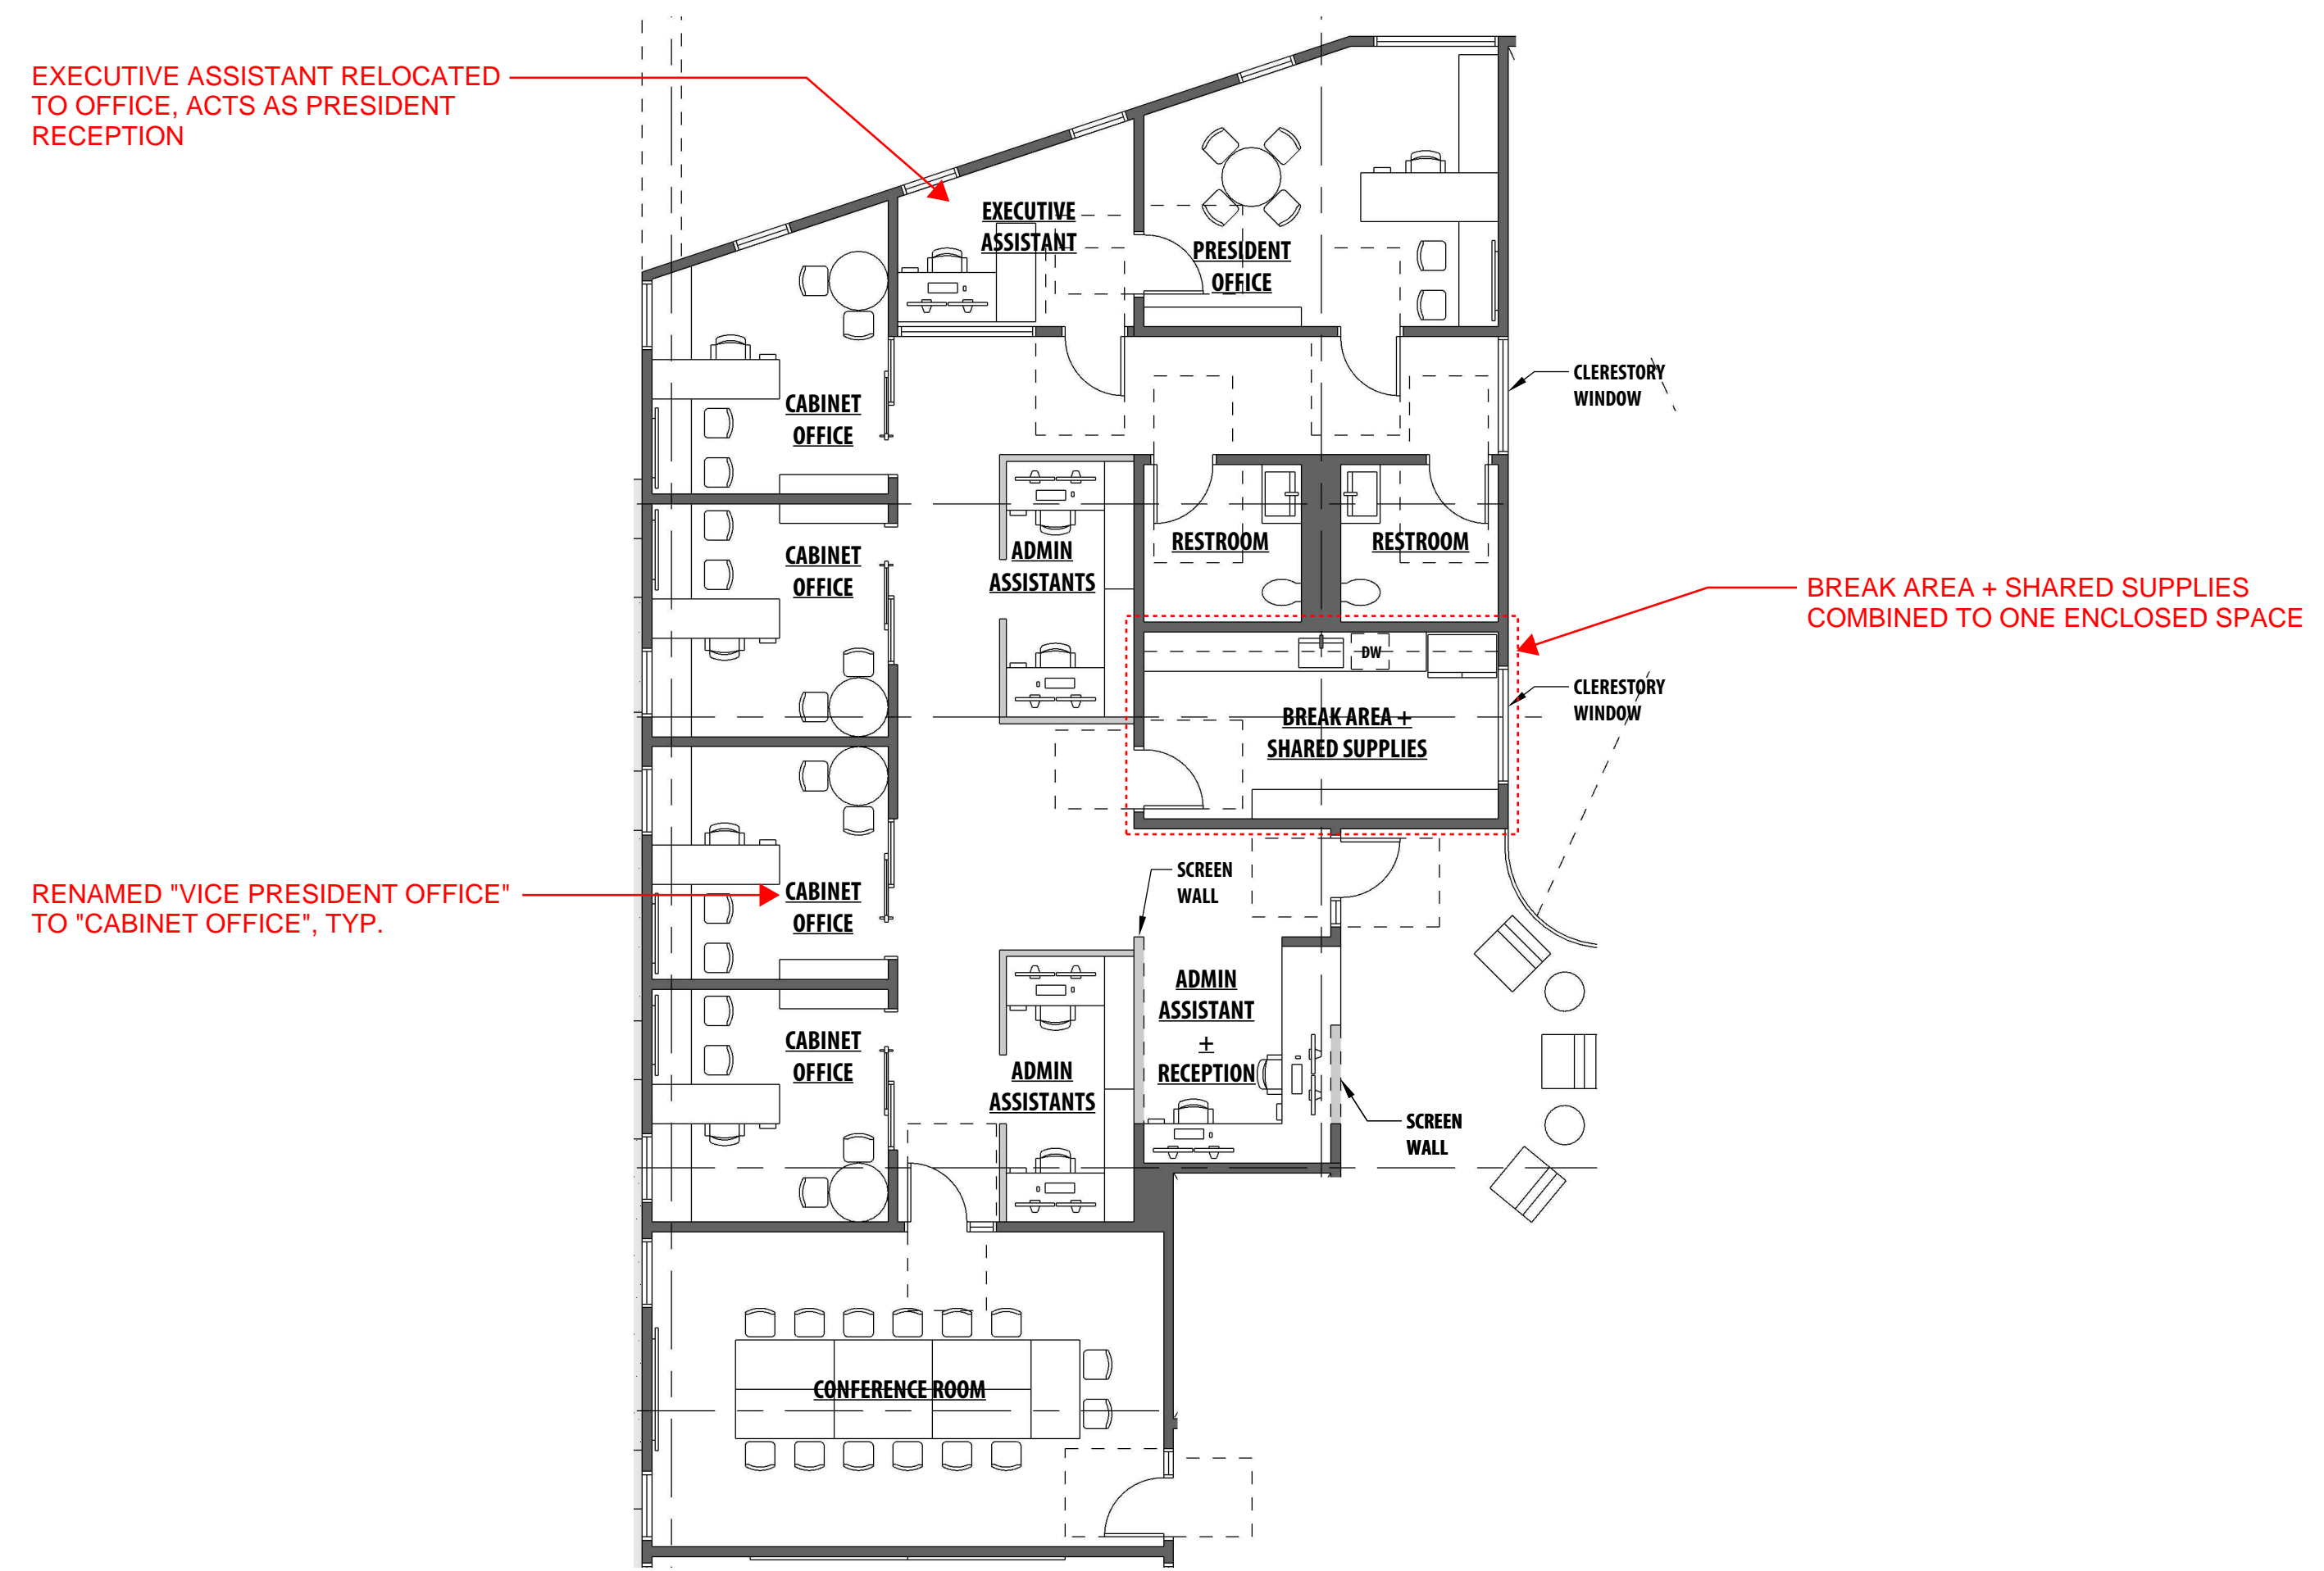 EXECUTIVE ASSISTANT RELOCATED
TO OFFICE, ACTS AS PRESIDENT
RECEPTION
EXECUTIVE
ASSISTANT
PRESIDENT
OFFICE
CLERESTORY
WINDOW
CABINET
OFFICE
CABINET
OFFICE
ADMIN
ASSISTANTS
RESTROOM
RESTROOM
BREAK AREA + SHARED SUPPLIES
COMBINED TO ONE ENCLOSED SPACE
DW
BREAK AREA +
SHARED SUPPLIES
CLERESTORY
WINDOW
RENAMED "VICE PRESIDENT OFFICE"
TO "CABINET OFFICE", TYP.
CABINET
OFFICE
SCREEN
WALL
CABINET
OFFICE
ADMIN
ASSISTANTS
ADMIN
ASSISTANT
+
RECEPTION
SCREEN
WALL
CONFERENCE ROOM